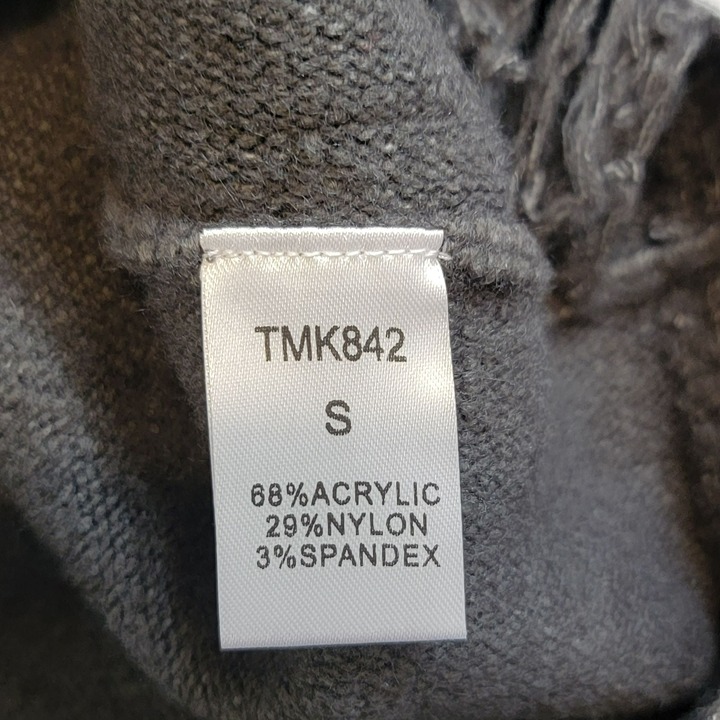 TMK842
S
68%ACRYLIC
29%NYLON
3%SPANDEX